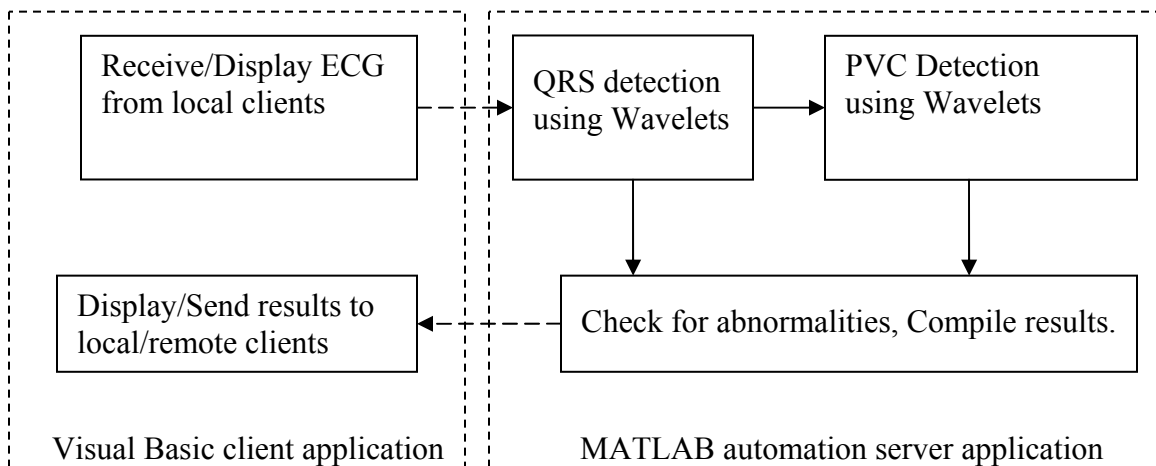 Receive/Display ECG
from local clients
QRS detection
using Wavelets
PVC Detection
using Wavelets
Display/Send results to
local/remote clients
Check for abnormalities, Compile results.
Visual Basic client application
MATLAB automation server application